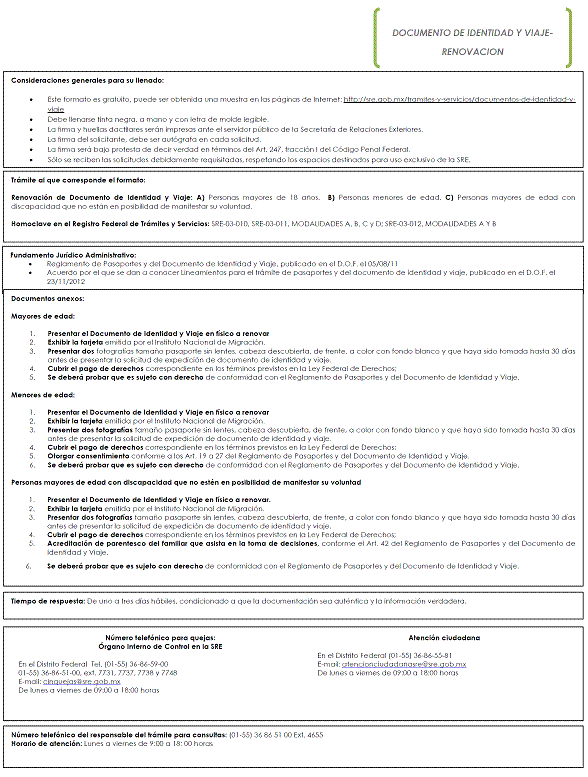 DOCUMENTO DE IDENTIDAD Y VIAJE-
RENOVACION
Consideraciones generales para su llenado:
• Este formato es gratuito, puede ser obtenida una muestra en las páginas de Internet: http://sre.gob.mx/tramites-y-servicios/documentos-de-identidad-y-
viaje
• Debe llenarse tinta negra, a mano y con letra de molde legible.
• La firma y huellas dactilares serán impresas ante el servidor público de la Secretaría de Relaciones Exteriores.
• La firma del solicitante, debe ser autógrafa en cada solicitud.
• La firma será bajo protesta de decir verdad en términos del Art. 247, fracción I del Código Penal Federal.
• Sólo se reciben las solicitudes debidamente requisitadas, respetando los espacios destinados para uso exclusivo de la SRE.
Trámite al que corresponde el formato:
Renovación de Documento de Identidad y Viaje: A) Personas mayores de 18 años. B) Personas menores de edad. C) Personas mayores de edad con
discapacidad que no están en posibilidad de manifestar su voluntad.
Homoclave en el Registro Federal de Trámites y Servicios: SRE-03-010, SRE-03-011, MODALIDADES A, B, C y D; SRE-03-012, MODALIDADES A Y B
Fundamento Jurídico Administrativo:
• Reglamento de Pasaportes y del Documento de Identidad y Viaje, publicado en el D.O.F. el 05/08/11
• Acuerdo por el que se dan a conocer Lineamientos para el trámite de pasaportes y del documento de identidad y viaje, publicado en el D.O.F. el
23/11/2012
Documentos anexos:
Mayores de edad:
1. Presentar el Documento de Identidad y Viaje en físico a renovar
2. Exhibir la tarjeta emitida por el Instituto Nacional de Migración.
3. Presentar dos fotografías tamaño pasaporte sin lentes, cabeza descubierta, de frente, a color con fondo blanco y que haya sido tomada hasta 30 días
antes de presentar la solicitud de expedición de documento de identidad y viaje.
4. Cubrir el pago de derechos correspondiente en los términos previstos en la Ley Federal de Derechos;
5. Se deberá probar que es sujeto con derecho de conformidad con el Reglamento de Pasaportes y del Documento de Identidad y Viaje.
Menores de edad:
1. Presentar el Documento de Identidad y Viaje en físico a renovar
2. Exhibir la tarjeta emitida por el Instituto Nacional de Migración.
3. Presentar dos fotografías tamaño pasaporte sin lentes, cabeza descubierta, de frente, a color con fondo blanco y que haya sido tomada hasta 30 días
antes de presentar la solicitud de expedición de documento de identidad y viaje.
4. Cubrir el pago de derechos correspondiente en los términos previstos en la Ley Federal de Derechos;
5. Otorgar consentimiento conforme a los Art. 19 a 27 del Reglamento de Pasaportes y del Documento de Identidad y Viaje.
6. Se deberá probar que es sujeto con derecho de conformidad con el Reglamento de Pasaportes y del Documento de Identidad y Viaje.
Personas mayores de edad con discapacidad que no estén en posibilidad de manifestar su voluntad
1. Presentar el Documento de Identidad y Viaje en físico a renovar.
2. Exhibir la tarjeta emitida por el Instituto Nacional de Migración.
3. Presentar dos fotografías tamaño pasaporte sin lentes, cabeza descubierta, de frente, a color con fondo blanco y que haya sido tomada hasta 30 días
antes de presentar la solicitud de expedición de documento de identidad y viaje.
4. Cubrir el pago de derechos correspondiente en los términos previstos en la Ley Federal de Derechos;
5. Acreditación de parentesco del familiar que asista en la toma de decisiones, conforme el Art. 42 del Reglamento de Pasaportes y del Documento de
Identidad y Viaje.
6. Se deberá probar que es sujeto con derecho de conformidad con el Reglamento de Pasaportes y del Documento de Identidad y Viaje.
Tiempo de respuesta: De uno a tres días hábiles, condicionado a que la documentación sea auténtica y la información verdadera.
Número telefónico para quejas:
Órgano Interno de Control en la SRE
En el Distrito Federal Tel. (01-55) 36-86-59-00
01-55) 36-86-51-00, ext. 7731, 7737, 7738 y 7748
E-mail: cinquejas@sre.gob.mx
De lunes a viernes de 09:00 a 18:00 horas
Atención ciudadana
En el Distrito Federal (01-55) 36-86-55-81
E-mail: atencionciudadanasre@sre.gob.mx
De lunes a viernes de 09:00 a 18:00 horas
Número telefónico del responsable del trámite para consultas: (01-55) 36 86 51 00 Ext. 4655
Horario de atención: Lunes a viernes de 9:00 a 18: 00 horas